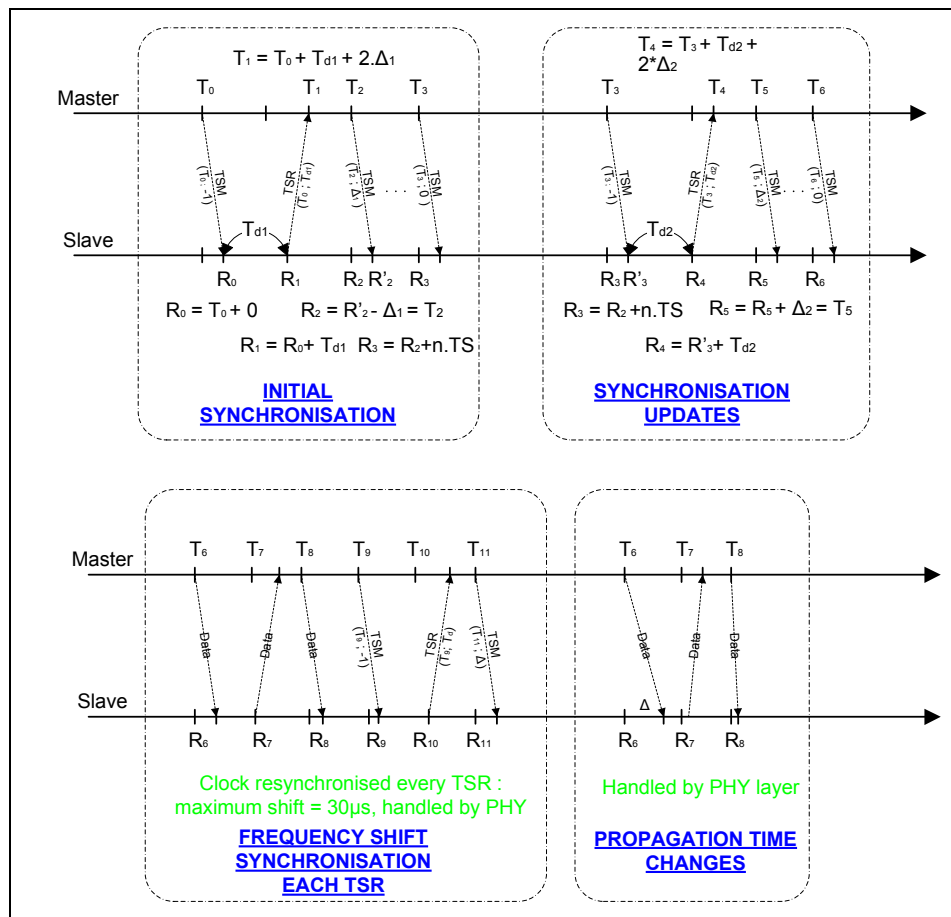 T₁ = T₀ + Td1 + 2.Δ₁
Master
T₀ T₁ T₂ T₃
TSM
(T₀ ; -1)
TSR
(T₀ ; Td1)
TSM
(T₂ ; Δ₁)
. . . .
TSM
(T₃ ; 0)
Td1
Slave
R₀ R₁ R₂ R'₂ R₃
R₀ = T₀ + 0 R₂ = R'₂ - Δ₁ = T₂
R₁ = R₀ + Td1 R₃ = R₂+n.TS
INITIAL
SYNCHRONISATION
T₄ = T₃ + Td2 +
2*Δ₂
T₃ T₄ T₅ T₆
TSM
(T₃ ; -1)
TSR
(T₃ ; Td2)
TSM
(T₅ ; Δ₂)
. . . .
TSM
(T₆ ; 0)
Td2
R₃ R'₃ R₄ R₅ R₆
R₃ = R₂+n.TS R₅ = R₅ + Δ₂ = T₅
R₄ = R'₃ + Td2
SYNCHRONISATION
UPDATES
Master
T₆ T₇ T₈ T₉ T₁₀ T₁₁
Data
Data
Data
TSM
(T₉ ; -1)
TSR
(T₉ ; Td)
TSM
(T₁₁ ; Δ)
Slave
R₆ R₇ R₈ R₉ R₁₀ R₁₁
Clock resynchronised every TSR :
maximum shift = 30µs, handled by PHY
FREQUENCY SHIFT
SYNCHRONISATION
EACH TSR
T₆ T₇ T₈
Data
Data
Data
Δ
R₆ R₇ R₈
Handled by PHY layer
PROPAGATION TIME
CHANGES